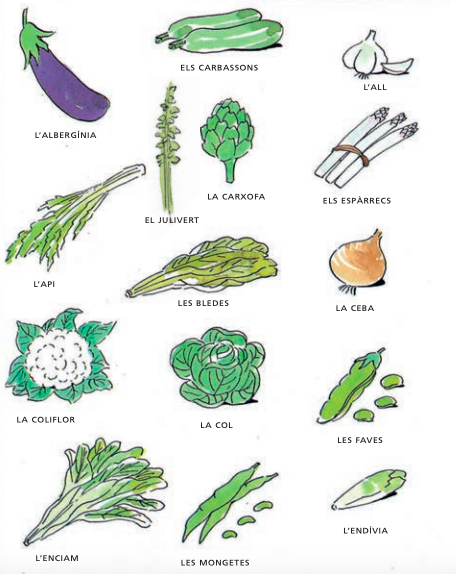 ELS CARBASSONS
L'ALL
L'ALBERGÍNIA
LA CARXOFA
ELS ESPÀRRECS
EL JULIVERT
L'API
LES BLEDES
LA CEBA
LA COLIFLOR
LA COL
LES FAVES
L'ENCIAM
LES MONGETES
L'ENDÍVIA